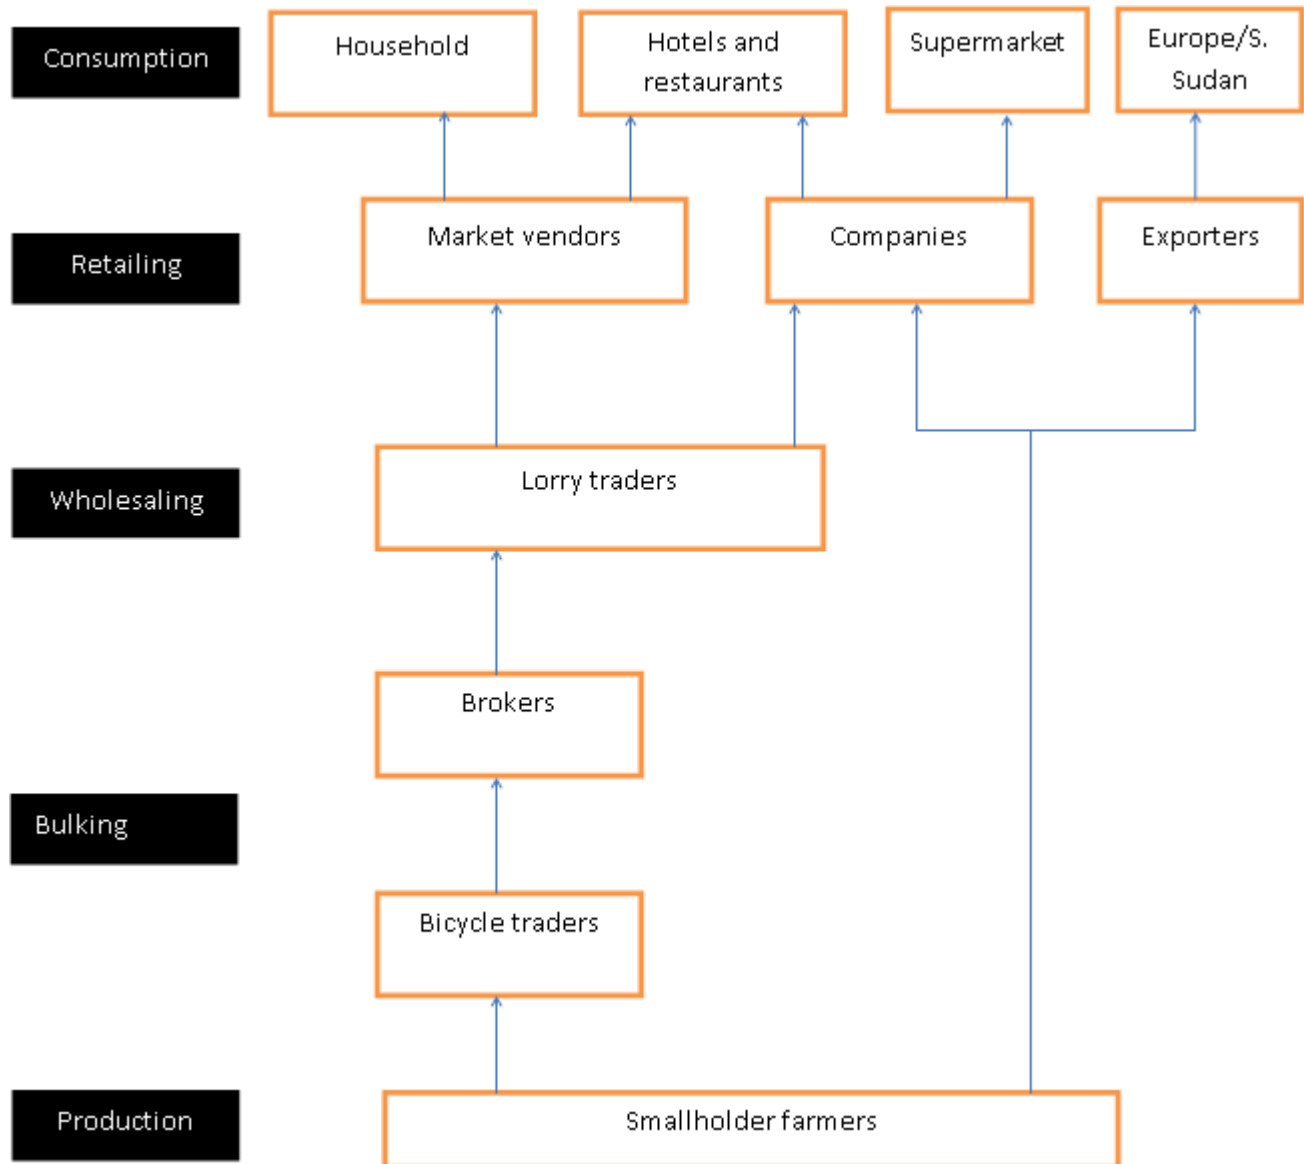 Consumption
Household
Hotels and
restaurants
Supermarket
Europe/S.
Sudan
Retailing
Market vendors
Companies
Exporters
Wholesaling
Lorry traders
Brokers
Bulking
Bicycle traders
Production
Smallholder farmers